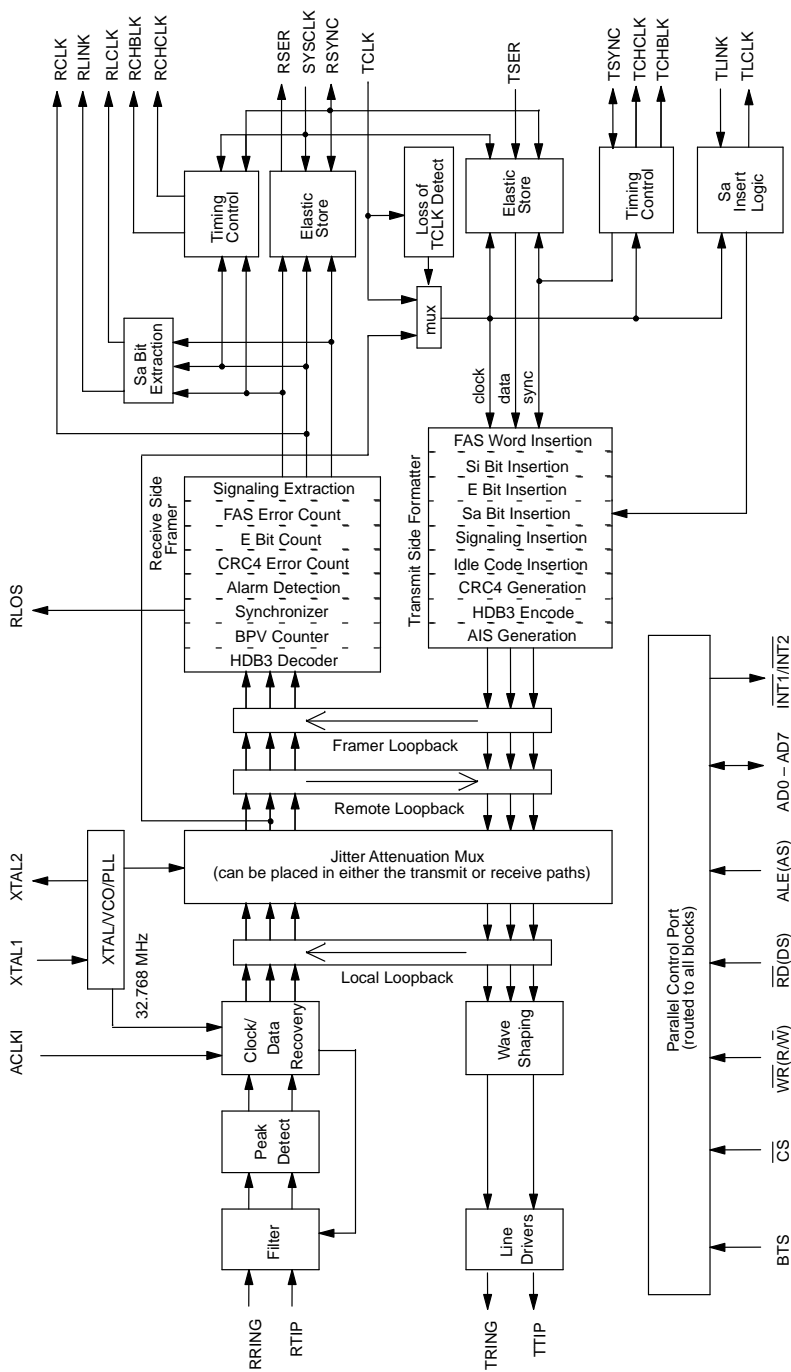 RCLK
RLINK
RLCLK
RCHBLK
RCHCLK
RSER
SYSCLK
RSYNC
TCLK
TSER
TSYNC
TCHCLK
TCHBLK
TLINK
TLCLK
Timing
Control
Elastic
Store
Loss of
TCLK Detect
Elastic
Store
Timing
Control
Sa
Insert
Logic
Sa Bit
Extraction
mux
clock
data
sync
Receive Side
Framer
Signaling Extraction
FAS Error Count
E Bit Count
CRC4 Error Count
Alarm Detection
Synchronizer
BPV Counter
HDB3 Decoder
Transmit Side Formatter
FAS Word Insertion
Si Bit Insertion
E Bit Insertion
Sa Bit Insertion
Signaling Insertion
Idle Code Insertion
CRC4 Generation
HDB3 Encode
AIS Generation
RLOS
Framer Loopback
Remote Loopback
Jitter Attenuation Mux
(can be placed in either the transmit or receive paths)
Local Loopback
XTAL2
XTAL1
XTAL/VCO/PLL
32.768 MHz
ACLKI
Clock/
Data
Recovery
Peak
Detect
Filter
RRING
RTIP
Wave
Shaping
Line
Drivers
TRING
TTIP
Parallel Control Port
(routed to all blocks)
INT1/INT2
AD0 – AD7
ALE(AS)
RD(DS)
WR(R/W)
CS
BTS